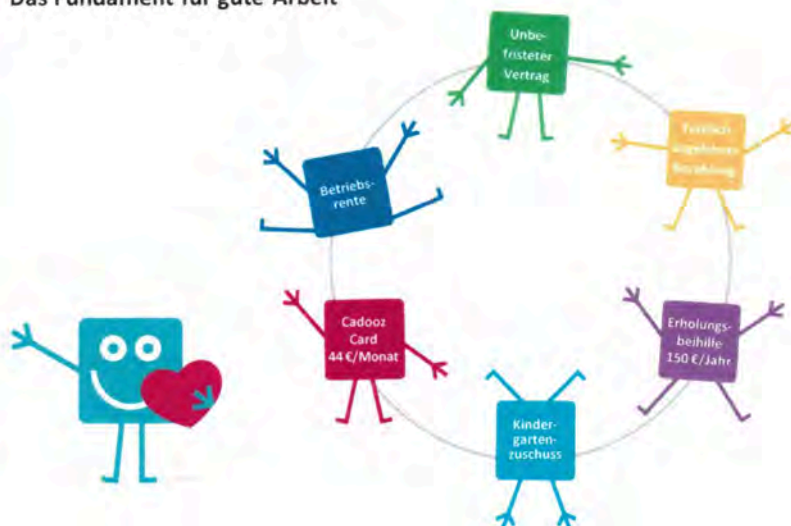 Das Fundament für gute Arbeit
Unbe-
fristeter
Vertrag
Betriebs-
rente
Cadooz
Card
44 €/Monat
Erholungs-
beihilfe
150 €/Jahr
Kinder-
garten-
zuschuss